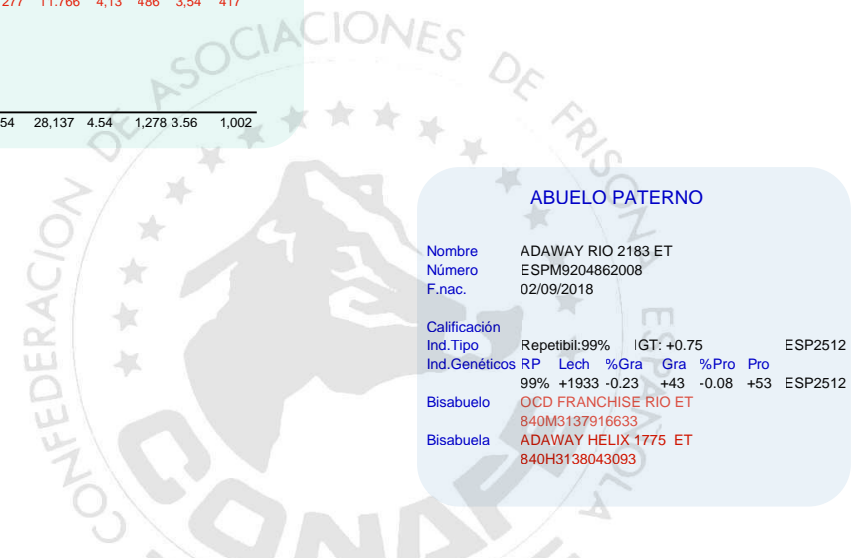 277 11.766 4,13 486 3,54 417
54 28,137 4.54 1,278 3.56 1,002
CONFEDERACION DE ASOCIACIONES DE FRISONA ESPAÑOLA
CONAFE
ABUELO PATERNO
Nombre ADAWAY RIO 2183 ET
Número ESPM9204862008
F.nac. 02/09/2018
Calificación
Ind.Tipo Repetibil:99% IGT: +0.75 ESP2512
Ind.Genéticos RP Lech %Gra Gra %Pro Pro
99% +1933 -0.23 +43 -0.08 +53 ESP2512
Bisabuelo OCD FRANCHISE RIO ET
840M3137916633
Bisabuela ADAWAY HELIX 1775 ET
840H3138043093